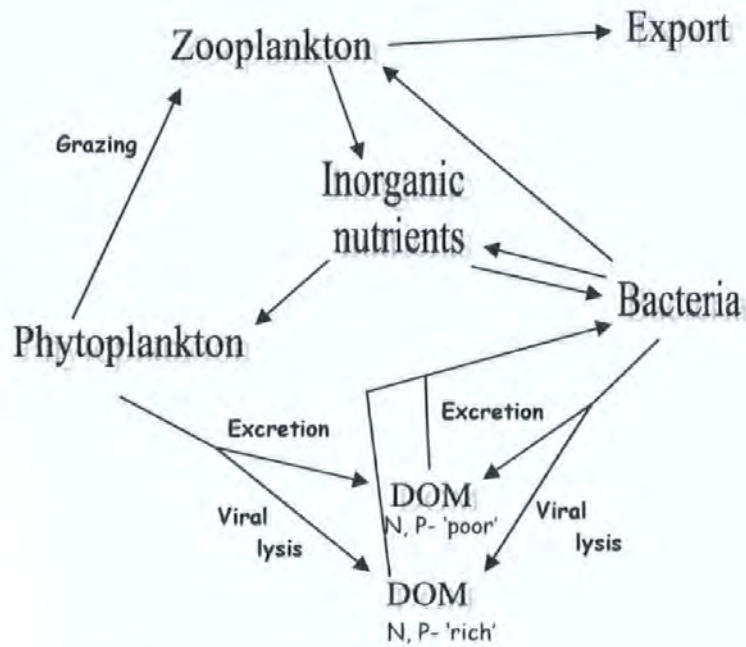 Zooplankton
Export
Grazing
Inorganic
nutrients
Bacteria
Phytoplankton
Excretion
Excretion
DOM
N, P- 'poor'
Viral
lysis
Viral
lysis
DOM
N, P- 'rich'